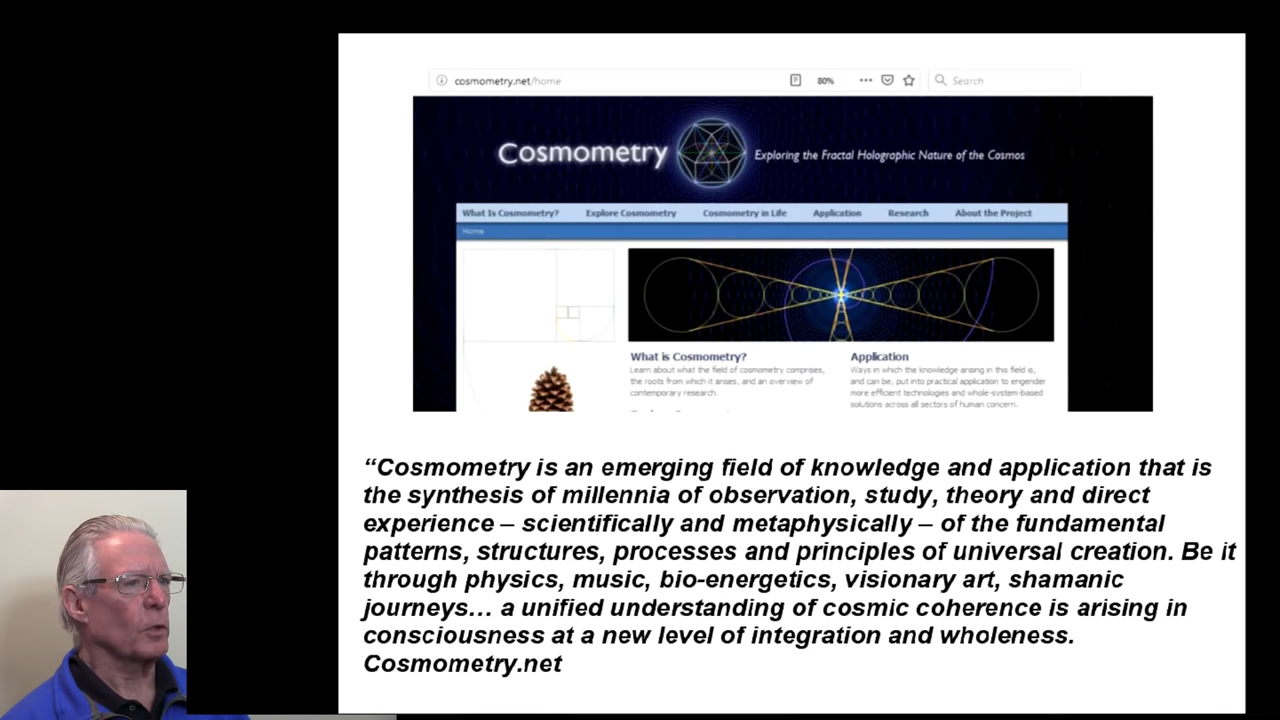 cosmometry.net/home
80%
Search
Cosmometry
Exploring the Fractal Holographic Nature of the Cosmos
What Is Cosmometry? Explore Cosmometry Cosmometry in Life Application Research About the Project
Home
What is Cosmometry?
Learn about what the field of cosmometry comprises,
the roots from which it arises, and an overview of
contemporary research.
Application
Ways in which the knowledge arising in this field is,
and can be, put into practical application to engender
more efficient technologies and whole-system-based
solutions across all sectors of human concern.
“Cosmometry is an emerging field of knowledge and application that is
the synthesis of millennia of observation, study, theory and direct
experience – scientifically and metaphysically – of the fundamental
patterns, structures, processes and principles of universal creation. Be it
through physics, music, bio-energetics, visionary art, shamanic
journeys… a unified understanding of cosmic coherence is arising in
consciousness at a new level of integration and wholeness.
Cosmometry.net